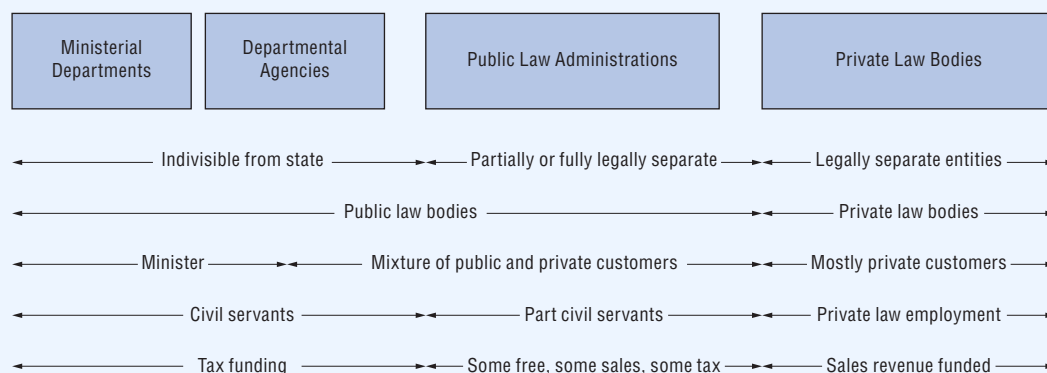 Ministerial
Departments
Departmental
Agencies
Public Law Administrations
Private Law Bodies
Indivisible from state
Partially or fully legally separate
Legally separate entities
Public law bodies
Private law bodies
Minister
Mixture of public and private customers
Mostly private customers
Civil servants
Part civil servants
Private law employment
Tax funding
Some free, some sales, some tax
Sales revenue funded